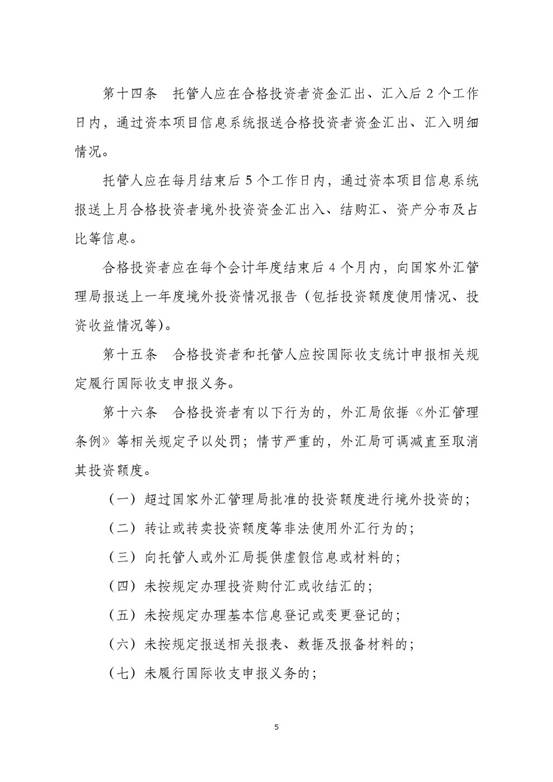 第十四条　托管人应在合格投资者资金汇出、汇入后 2 个工作
日内，通过资本项目信息系统报送合格投资者资金汇出、汇入明细
情况。
托管人应在每月结束后 5 个工作日内，通过资本项目信息系统
报送上月合格投资者境外投资资金汇出入、结购汇、资产分布及占
比等信息。
合格投资者应在每个会计年度结束后 4 个月内，向国家外汇管
理局报送上一年度境外投资情况报告（包括投资额度使用情况、投
资收益情况等）。
第十五条　合格投资者和托管人应按国际收支统计申报相关规
定履行国际收支申报义务。
第十六条　合格投资者有以下行为的，外汇局依据《外汇管理
条例》等相关规定予以处罚；情节严重的，外汇局可调减直至取消
其投资额度。
（一）超过国家外汇管理局批准的投资额度进行境外投资的；
（二）转让或转卖投资额度等非法使用外汇行为的；
（三）向托管人或外汇局提供虚假信息或材料的；
（四）未按规定办理投资购付汇或收结汇的；
（五）未按规定办理基本信息登记或变更登记的；
（六）未按规定报送相关报表、数据及报备材料的；
（七）未履行国际收支申报义务的；
5